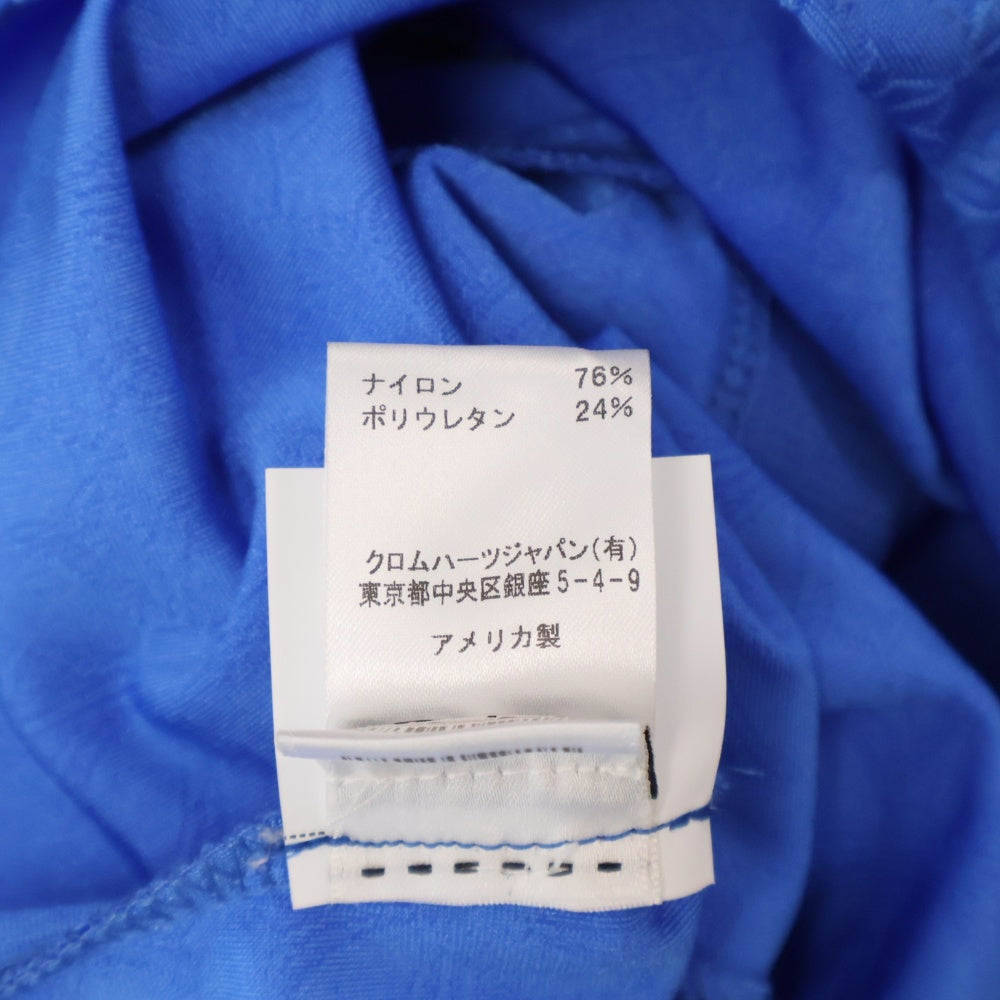 ナイロン 76%
ポリウレタン 24%
クロムハーツジャパン(有)
東京都中央区銀座5-4-9
アメリカ製